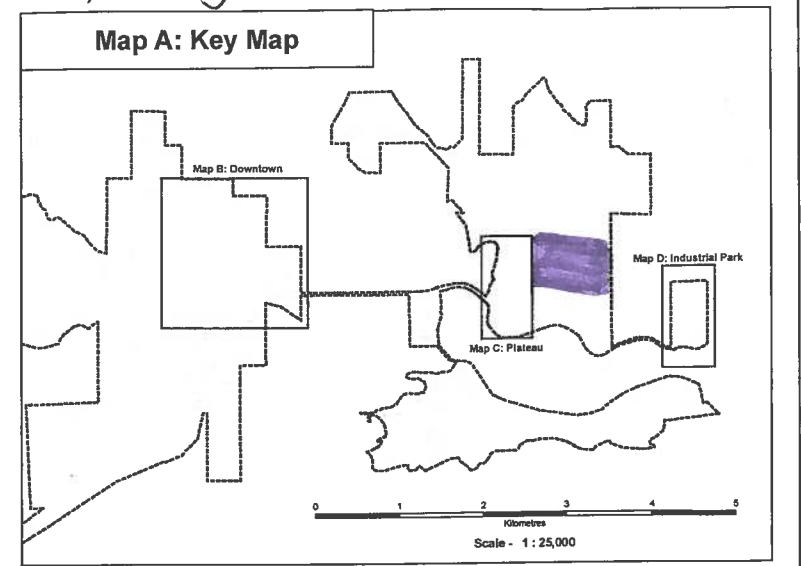 Map A: Key Map
Map B: Downtown
Map D: Industrial Park
Map C: Plateau
0 1 2 3 4 5
Kilometres
Scale - 1 : 25,000